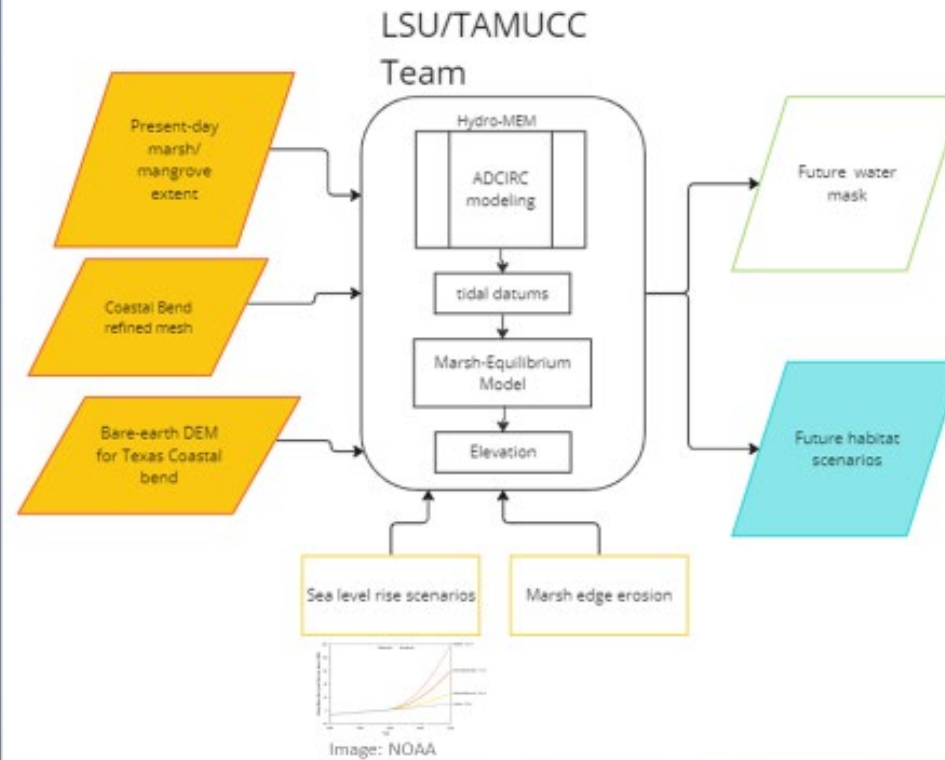 LSU/TAMUCC
Team
Present-day
marsh/
mangrove
extent
Coastal Bend
refined mesh
Bare-earth DEM
for Texas Coastal
bend
Hydro-MEM
ADCIRC
modeling
tidal datums
Marsh-Equilibrium
Model
Elevation
Future water
mask
Future habitat
scenarios
Sea level rise scenarios
Marsh edge erosion
Image: NOAA